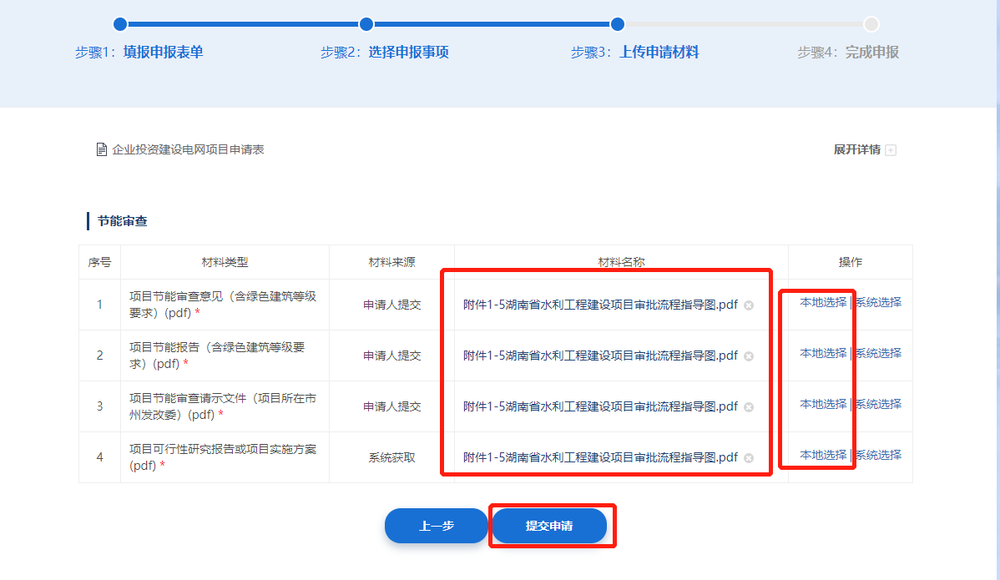 步骤1：填报申报表单 步骤2：选择申报事项 步骤3：上传申请材料 步骤4：完成申报
企业投资建设电网项目申请表 展开详情
节能审查
序号 材料类型 材料来源 材料名称 操作
1 项目节能审查意见（含绿色建筑等级
要求）(pdf) * 申请人提交 附件1-5湖南省水利工程建设项目审批流程指导图.pdf 本地选择 | 系统选择
2 项目节能报告（含绿色建筑等级要
求）(pdf) * 申请人提交 附件1-5湖南省水利工程建设项目审批流程指导图.pdf 本地选择 | 系统选择
3 项目节能审查请示文件（项目所在市
州发改委）(pdf) * 申请人提交 附件1-5湖南省水利工程建设项目审批流程指导图.pdf 本地选择 | 系统选择
4 项目可行性研究报告或项目实施方案
(pdf) * 系统获取 附件1-5湖南省水利工程建设项目审批流程指导图.pdf 本地选择 | 系统选择
上一步 提交申请